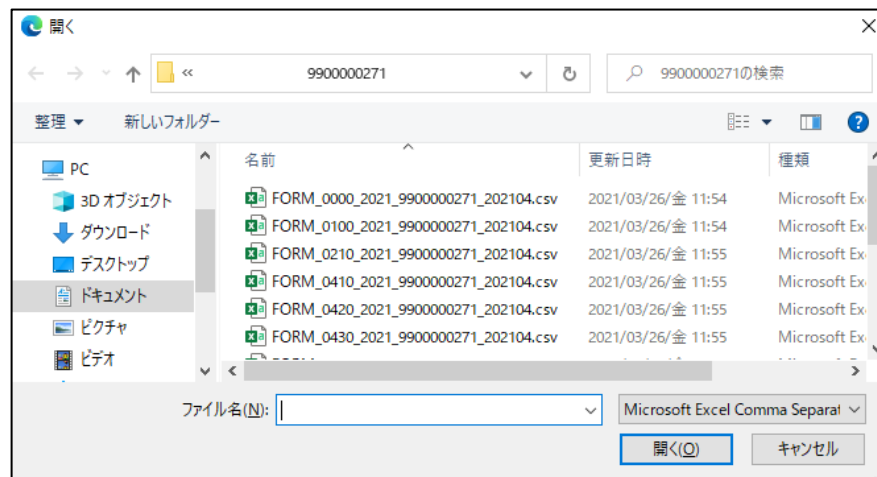 開く
« 9900000271 9900000271の検索
整理 新しいフォルダー
PC
3D オブジェクト
ダウンロード
デスクトップ
ドキュメント
ピクチャ
ビデオ
名前 更新日時 種類
FORM_0000_2021_9900000271_202104.csv 2021/03/26/金 11:54 Microsoft Ex
FORM_0100_2021_9900000271_202104.csv 2021/03/26/金 11:54 Microsoft Ex
FORM_0210_2021_9900000271_202104.csv 2021/03/26/金 11:55 Microsoft Ex
FORM_0410_2021_9900000271_202104.csv 2021/03/26/金 11:55 Microsoft Ex
FORM_0420_2021_9900000271_202104.csv 2021/03/26/金 11:55 Microsoft Ex
FORM_0430_2021_9900000271_202104.csv 2021/03/26/金 11:55 Microsoft Ex
ファイル名(N): Microsoft Excel Comma Separat
開く(O) キャンセル